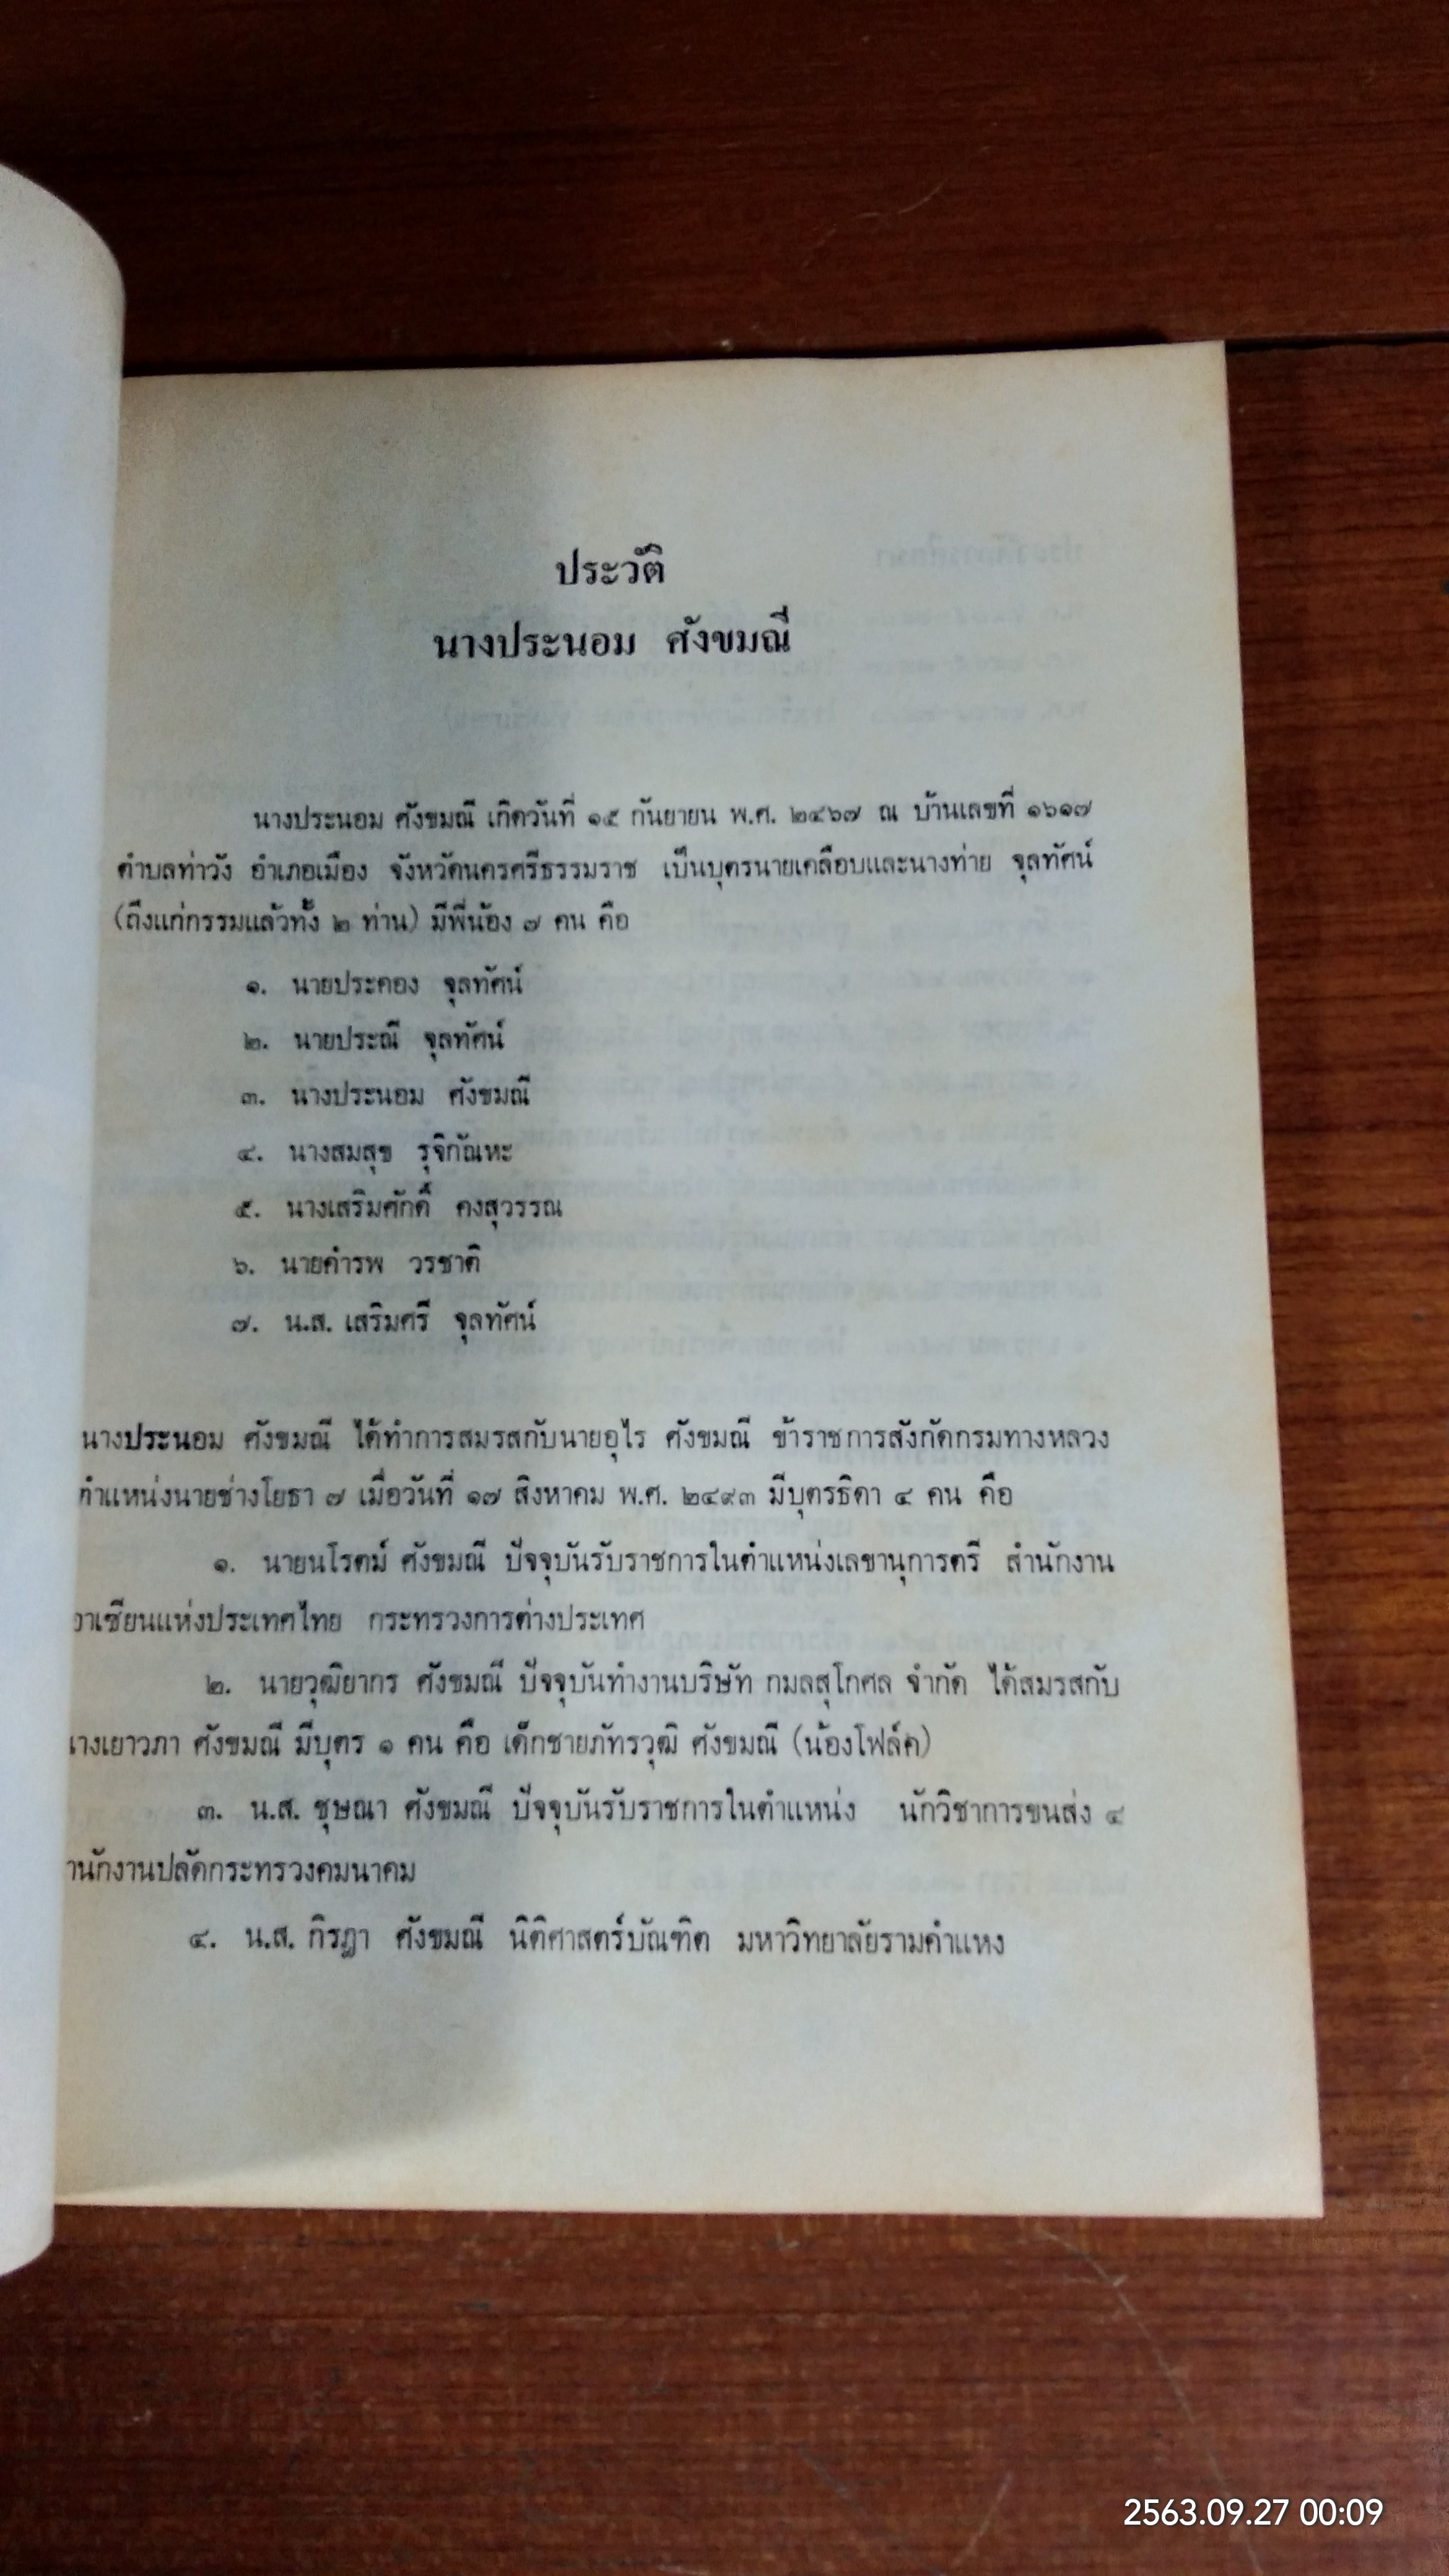 ประวัติ
นางประนอม ศังขมณี
นางประนอม ศังขมณี เกิดวันที่ ๑๕ กันยายน พ.ศ. ๒๔๖๗ ณ บ้านเลขที่ ๑๖๑๗
ตำบลท่าวัง อำเภอเมือง จังหวัดนครศรีธรรมราช เป็นบุตรนายเคลือบและนางท่าย จุลทัศน์
(ถึงแก่กรรมแล้วทั้ง ๒ ท่าน) มีพี่น้อง ๗ คน คือ
๑. นายประคอง จุลทัศน์
๒. นายประณี จุลทัศน์
๓. นางประนอม ศังขมณี
๔. นางสมสุข รุจิกัณหะ
๕. นางเสริมศักดิ์ คงสุวรรณ
๖. นายดำรพ วรชาติ
๗. น.ส. เสริมศรี จุลทัศน์
นางประนอม ศังขมณี ได้ทำการสมรสกับนายอุไร ศังขมณี ข้าราชการสังกัดกรมทางหลวง
ตำแหน่งนายช่างโยธา ๗ เมื่อวันที่ ๑๗ สิงหาคม พ.ศ. ๒๔๙๓ มีบุตรธิดา ๔ คน คือ
๑. นายนโรตม์ ศังขมณี ปัจจุบันรับราชการในตำแหน่งเลขานุการตรี สำนักงาน
อาเซียนแห่งประเทศไทย กระทรวงการต่างประเทศ
๒. นายวุฒิยากร ศังขมณี ปัจจุบันทำงานบริษัท กมลสุโกศล จำกัด ได้สมรสกับ
นางเยาวภา ศังขมณี มีบุตร ๑ คน คือ เด็กชายภัทรวุฒิ ศังขมณี (น้องโฟล์ค)
๓. น.ส. ชุษณา ศังขมณี ปัจจุบันรับราชการในตำแหน่ง นักวิชาการขนส่ง ๔
านักงานปลัดกระทรวงคมนาคม
๔. น.ส. กิรฎา ศังขมณี นิติศาสตร์บัณฑิต มหาวิทยาลัยรามคำแหง
2563.09.27 00:09